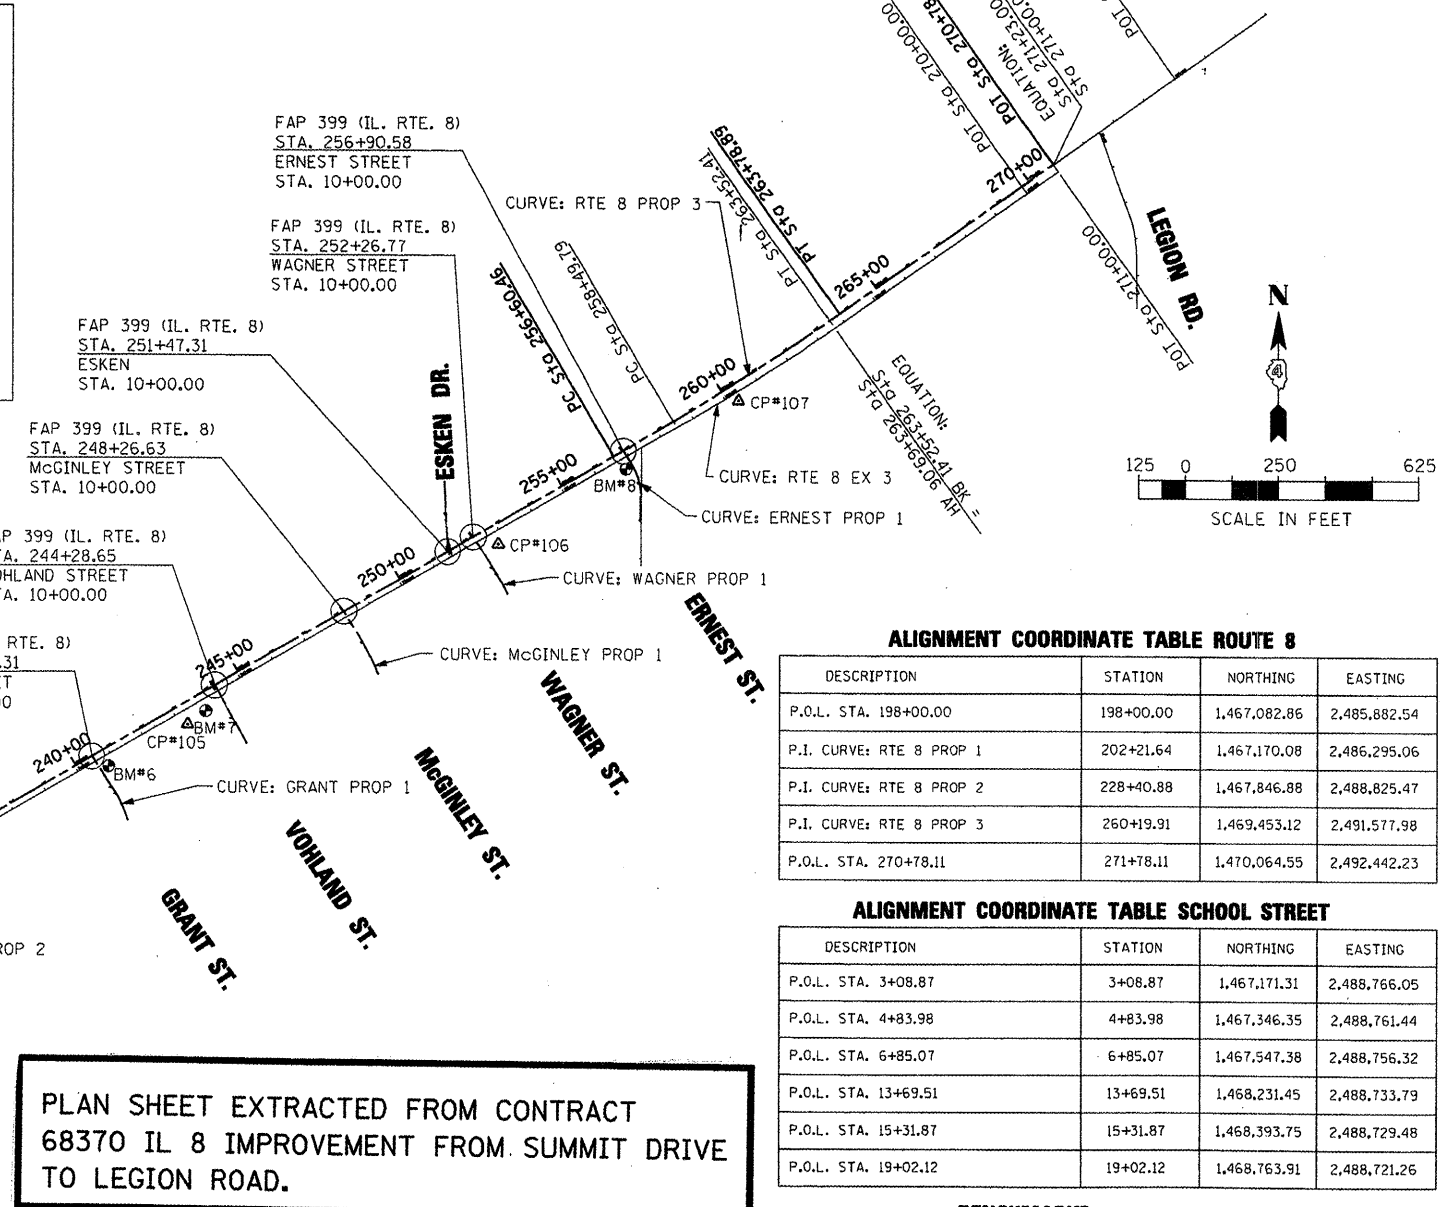 FAP 399 (IL. RTE. 8)
STA. 256+90.58
ERNEST STREET
STA. 10+00.00
FAP 399 (IL. RTE. 8)
STA. 252+26.77
WAGNER STREET
STA. 10+00.00
FAP 399 (IL. RTE. 8)
STA. 251+47.31
ESKEN
STA. 10+00.00
FAP 399 (IL. RTE. 8)
STA. 248+26.63
McGINLEY STREET
STA. 10+00.00
P 399 (IL. RTE. 8)
TA. 244+28.65
OHLAND STREET
TA. 10+00.00
RTE. 8)
.31
ET
00
CURVE: RTE 8 PROP 3
PC Sta 256+60.46
PC Sta 258+49.79
PT Sta 263+78.89
PT Sta 263+52.41
POT Sta 270+00.00
POT Sta 270+78
EQUATION:
Sta 271+23.00
Sta 271+00.0
POT
POT Sta 271+00.00
LEGION RD.
EQUATION:
Sta 263+52.41 BK =
Sta 263+69.06 AH
240+00
245+00
250+00
255+00
260+00
265+00
270+00
ESKEN DR.
CP#107
CP#106
CP#105
BM#8
BM#7
BM#6
CURVE: RTE 8 EX 3
CURVE: ERNEST PROP 1
CURVE: WAGNER PROP 1
CURVE: McGINLEY PROP 1
CURVE: GRANT PROP 1
ERNEST ST.
WAGNER ST.
McGINLEY ST.
VOHLAND ST.
GRANT ST.
ROP 2
N
4
125 0 250 625
SCALE IN FEET
ALIGNMENT COORDINATE TABLE ROUTE 8
DESCRIPTION STATION NORTHING EASTING
P.O.L. STA. 198+00.00 198+00.00 1,467,082.86 2,485,882.54
P.I. CURVE: RTE 8 PROP 1 202+21.64 1,467,170.08 2,486,295.06
P.I. CURVE: RTE 8 PROP 2 228+40.88 1,467,846.88 2,488,825.47
P.I. CURVE: RTE 8 PROP 3 260+19.91 1,469,453.12 2,491,577.98
P.O.L. STA. 270+78.11 271+78.11 1,470,064.55 2,492,442.23
ALIGNMENT COORDINATE TABLE SCHOOL STREET
DESCRIPTION STATION NORTHING EASTING
P.O.L. STA. 3+08.87 3+08.87 1,467,171.31 2,488,766.05
P.O.L. STA. 4+83.98 4+83.98 1,467,346.35 2,488,761.44
P.O.L. STA. 6+85.07 6+85.07 1,467,547.38 2,488,756.32
P.O.L. STA. 13+69.51 13+69.51 1,468,231.45 2,488,733.79
P.O.L. STA. 15+31.87 15+31.87 1,468,393.75 2,488,729.48
P.O.L. STA. 19+02.12 19+02.12 1,468,763.91 2,488,721.26
PLAN SHEET EXTRACTED FROM CONTRACT
68370 IL 8 IMPROVEMENT FROM SUMMIT DRIVE
TO LEGION ROAD.